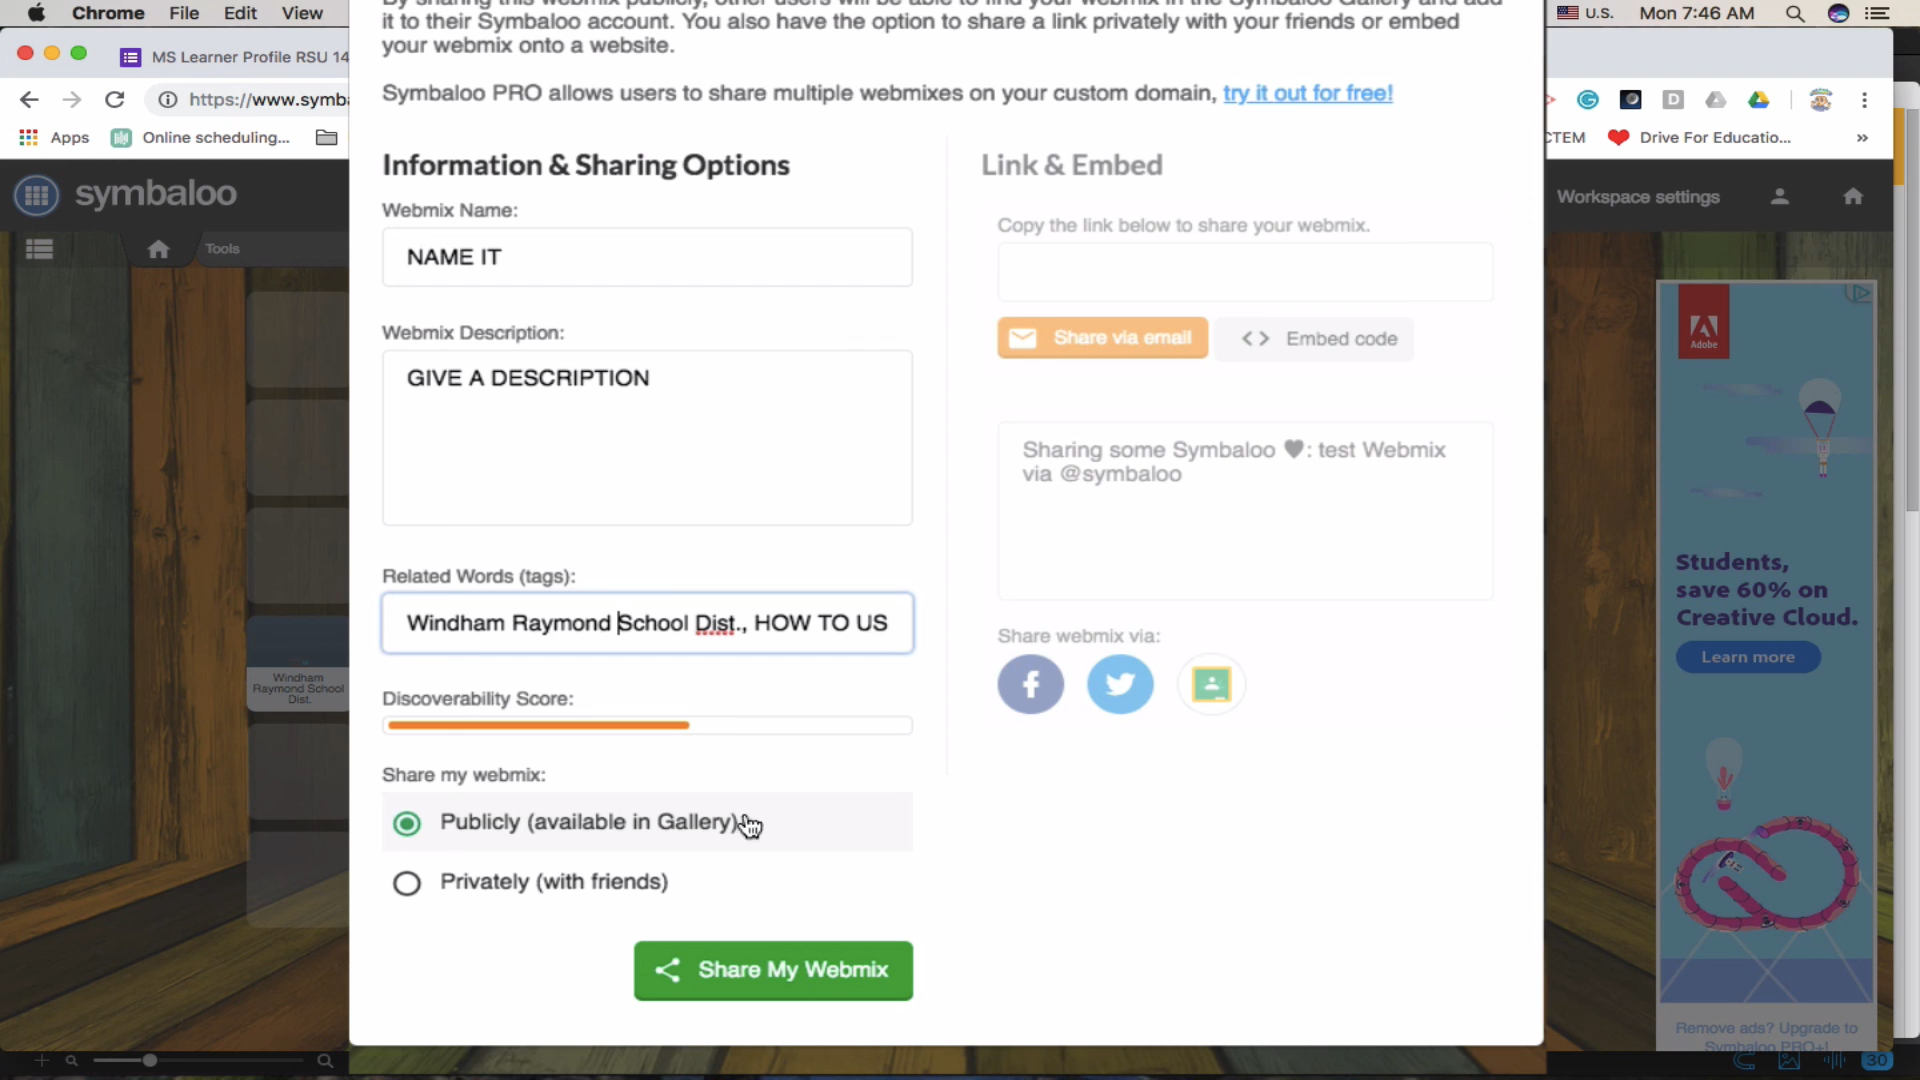 Chrome File Edit View
U.S. Mon 7:46 AM
MS Learner Profile RSU 14
https://www.symba
Apps Online scheduling...
CTEM Drive For Educatio... »
symbaloo
Workspace settings
Tools
it to their Symbaloo account. You also have the option to share a link privately with your friends or embed
your webmix onto a website.
Symbaloo PRO allows users to share multiple webmixes on your custom domain, try it out for free!
Information & Sharing Options
Webmix Name:
NAME IT
Webmix Description:
GIVE A DESCRIPTION
Related Words (tags):
Windham Raymond School Dist., HOW TO US
Discoverability Score:
Share my webmix:
Publicly (available in Gallery)
Privately (with friends)
Share My Webmix
Link & Embed
Copy the link below to share your webmix.
Share via email
<> Embed code
Sharing some Symbaloo ♥: test Webmix
via @symbaloo
Share webmix via:
Windham
Raymond School
Dist.
Adobe
Students,
save 60% on
Creative Cloud.
Learn more
Remove ads? Upgrade to
Symbaloo PRO+!
30